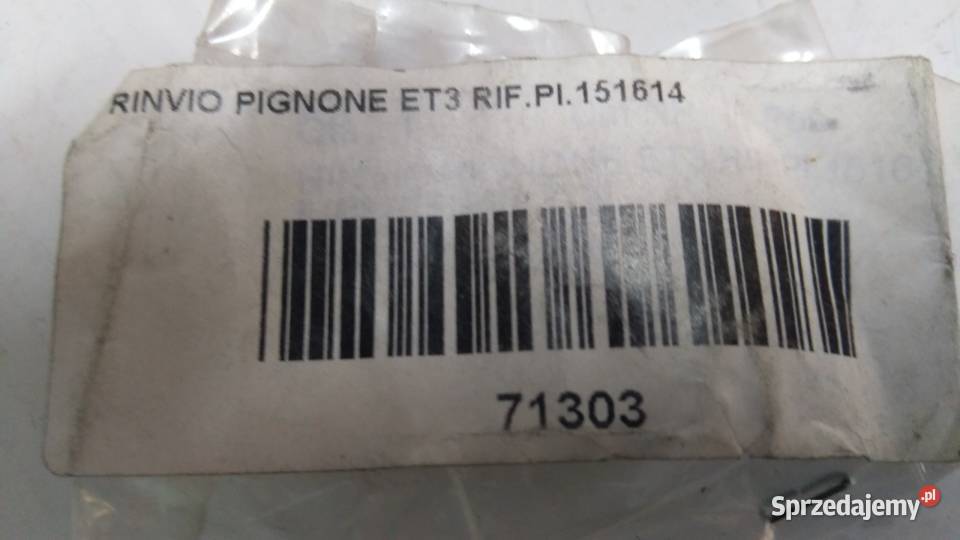 RINVIO PIGNONE ET3 RIF.PI.151614
71303
Sprzedajemy.pl